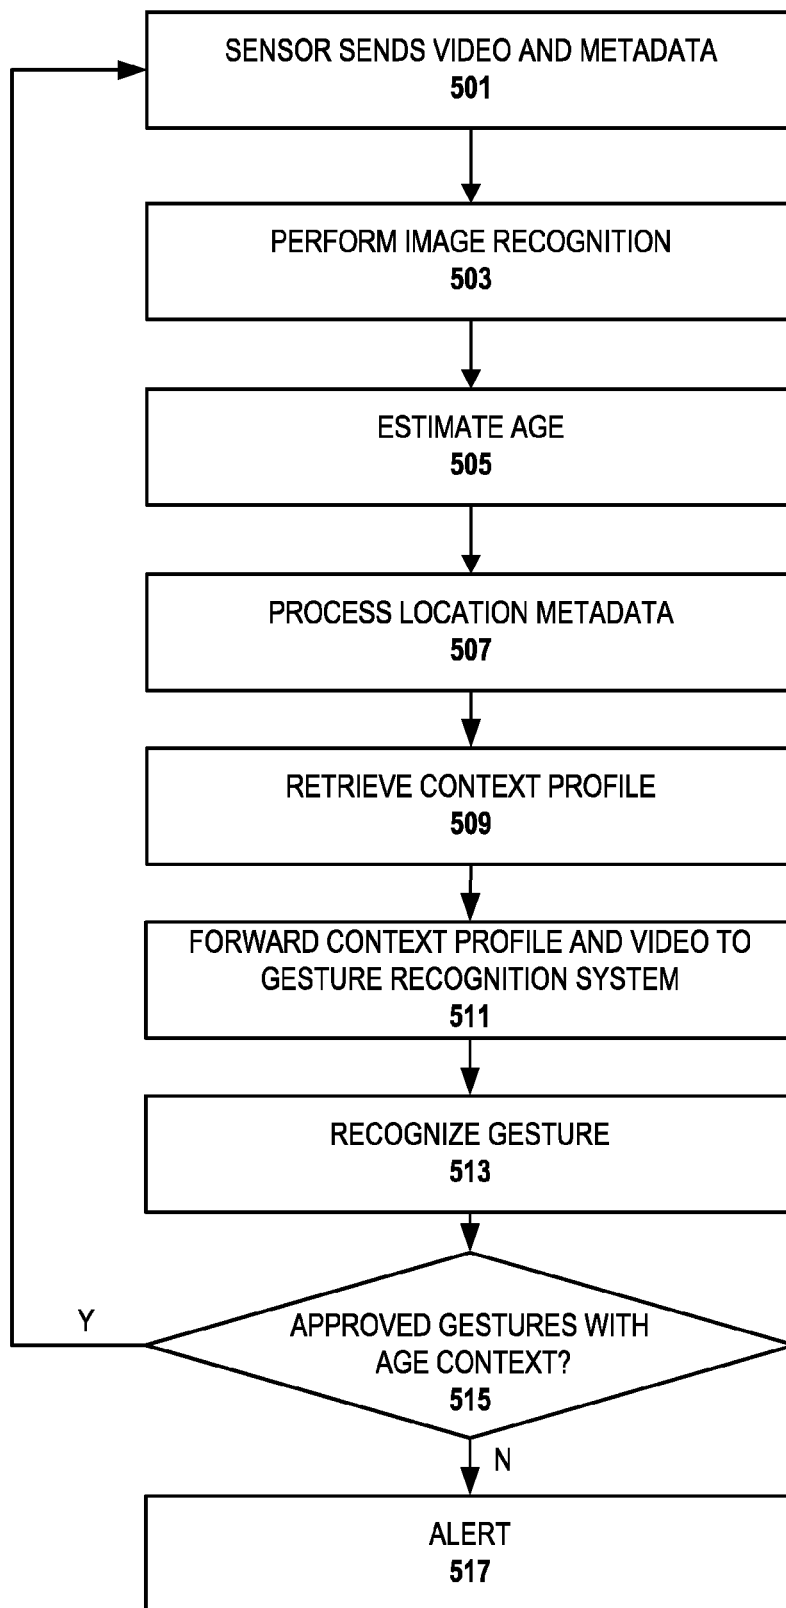 SENSOR SENDS VIDEO AND METADATA
501
PERFORM IMAGE RECOGNITION
503
ESTIMATE AGE
505
PROCESS LOCATION METADATA
507
RETRIEVE CONTEXT PROFILE
509
FORWARD CONTEXT PROFILE AND VIDEO TO
GESTURE RECOGNITION SYSTEM
511
RECOGNIZE GESTURE
513
Y
APPROVED GESTURES WITH
AGE CONTEXT?
515
N
ALERT
517